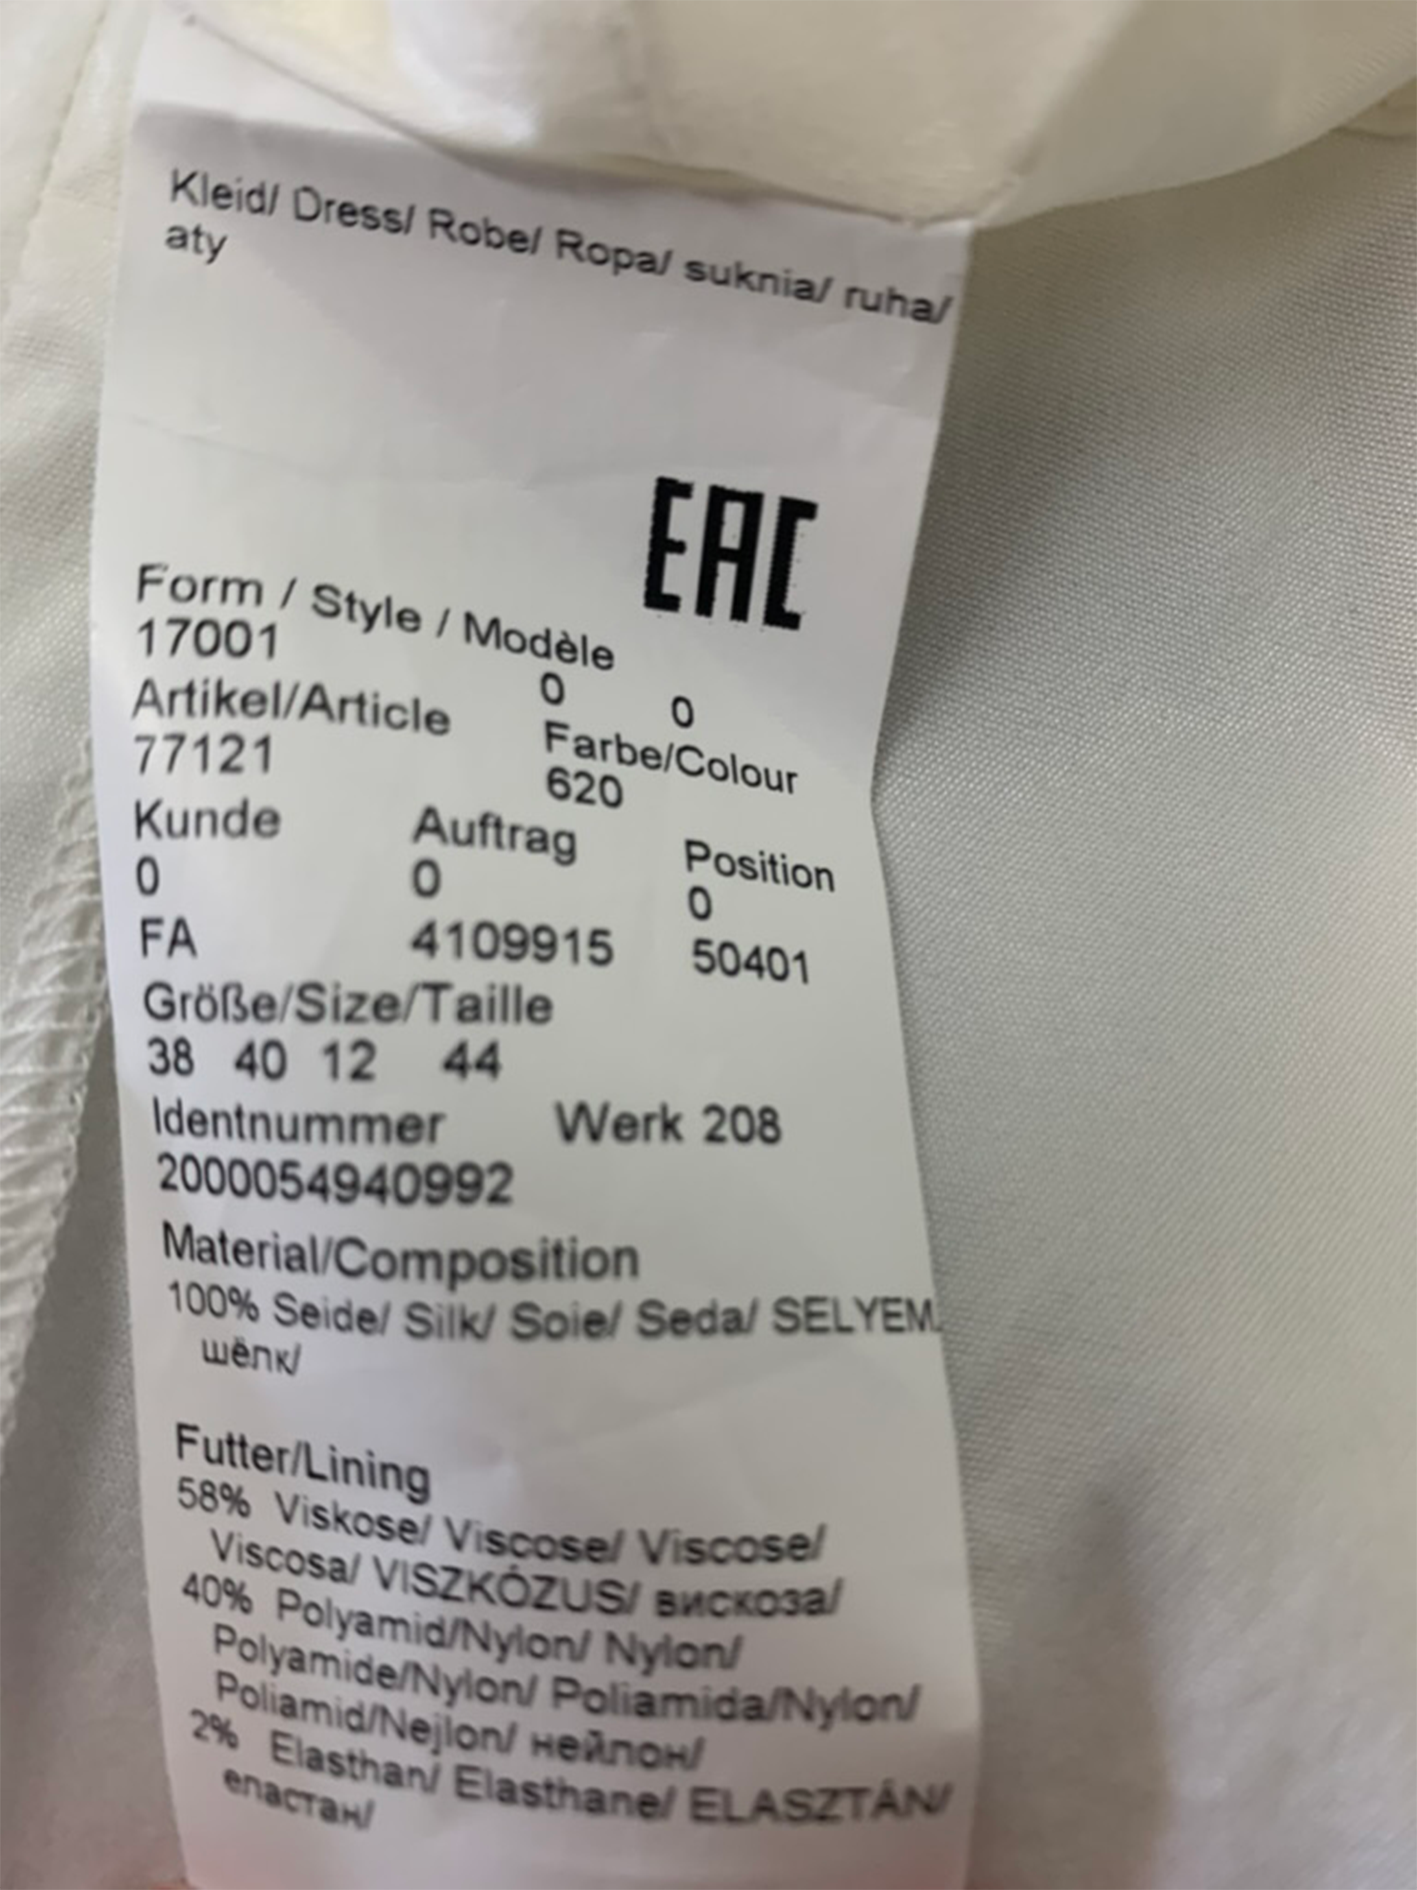 Kleid/ Dress/ Robe/ Ropa/ suknia/ ruha/
aty
EAC
Form / Style / Modèle
17001 0 0
Artikel/Article Farbe/Colour
77121 620
Kunde Auftrag Position
0 0 0
FA 4109915 50401
Größe/Size/Taille
38 40 12 44
Identnummer Werk 208
2000054940992
Material/Composition
100% Seide/ Silk/ Soie/ Seda/ SELYEM
шёлк/
Futter/Lining
58% Viskose/ Viscose/ Viscose/
Viscosa/ VISZKÓZUS/ вискоза/
40% Polyamid/Nylon/ Nylon/
Polyamide/Nylon/ Poliamida/Nylon/
Poliamid/Nejlon/ нейлон/
2% Elasthan/ Elasthane/ ELASZTÁN/
еластан/